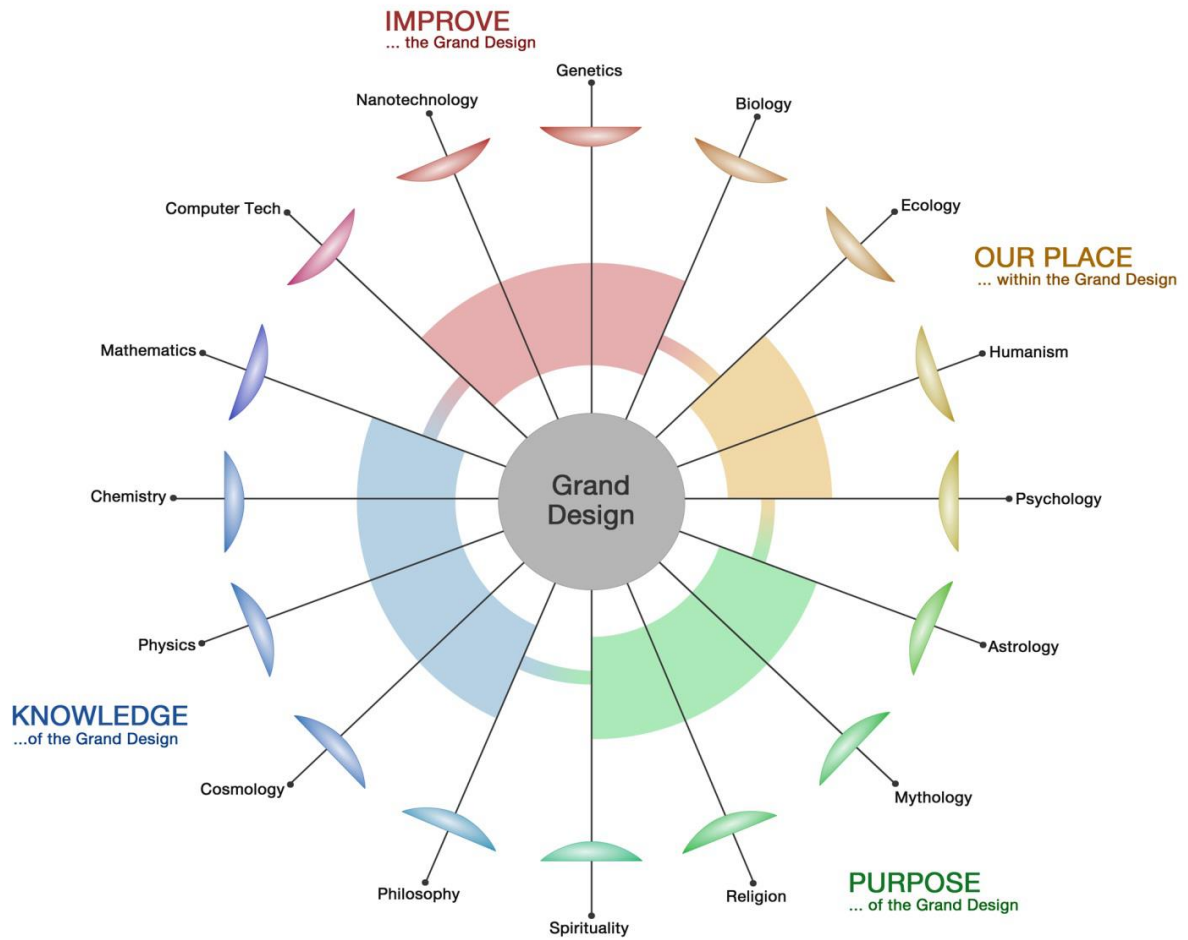 IMPROVE
... the Grand Design
Genetics
Nanotechnology
Biology
Computer Tech
Ecology
OUR PLACE
... within the Grand Design
Mathematics
Humanism
Grand
Design
Chemistry
Psychology
Physics
Astrology
KNOWLEDGE
...of the Grand Design
Cosmology
Mythology
Philosophy
Religion
PURPOSE
... of the Grand Design
Spirituality